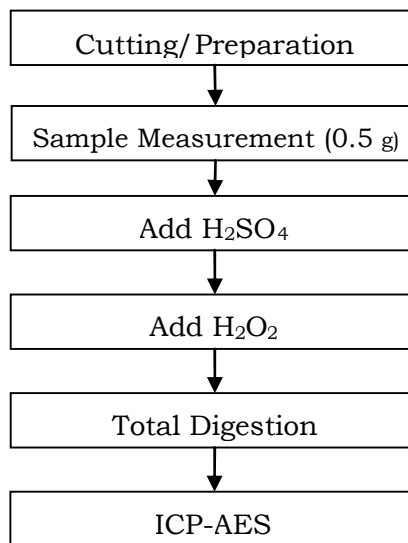 Cutting/Preparation
Sample Measurement (0.5 g)
Add H₂SO₄
Add H₂O₂
Total Digestion
ICP-AES